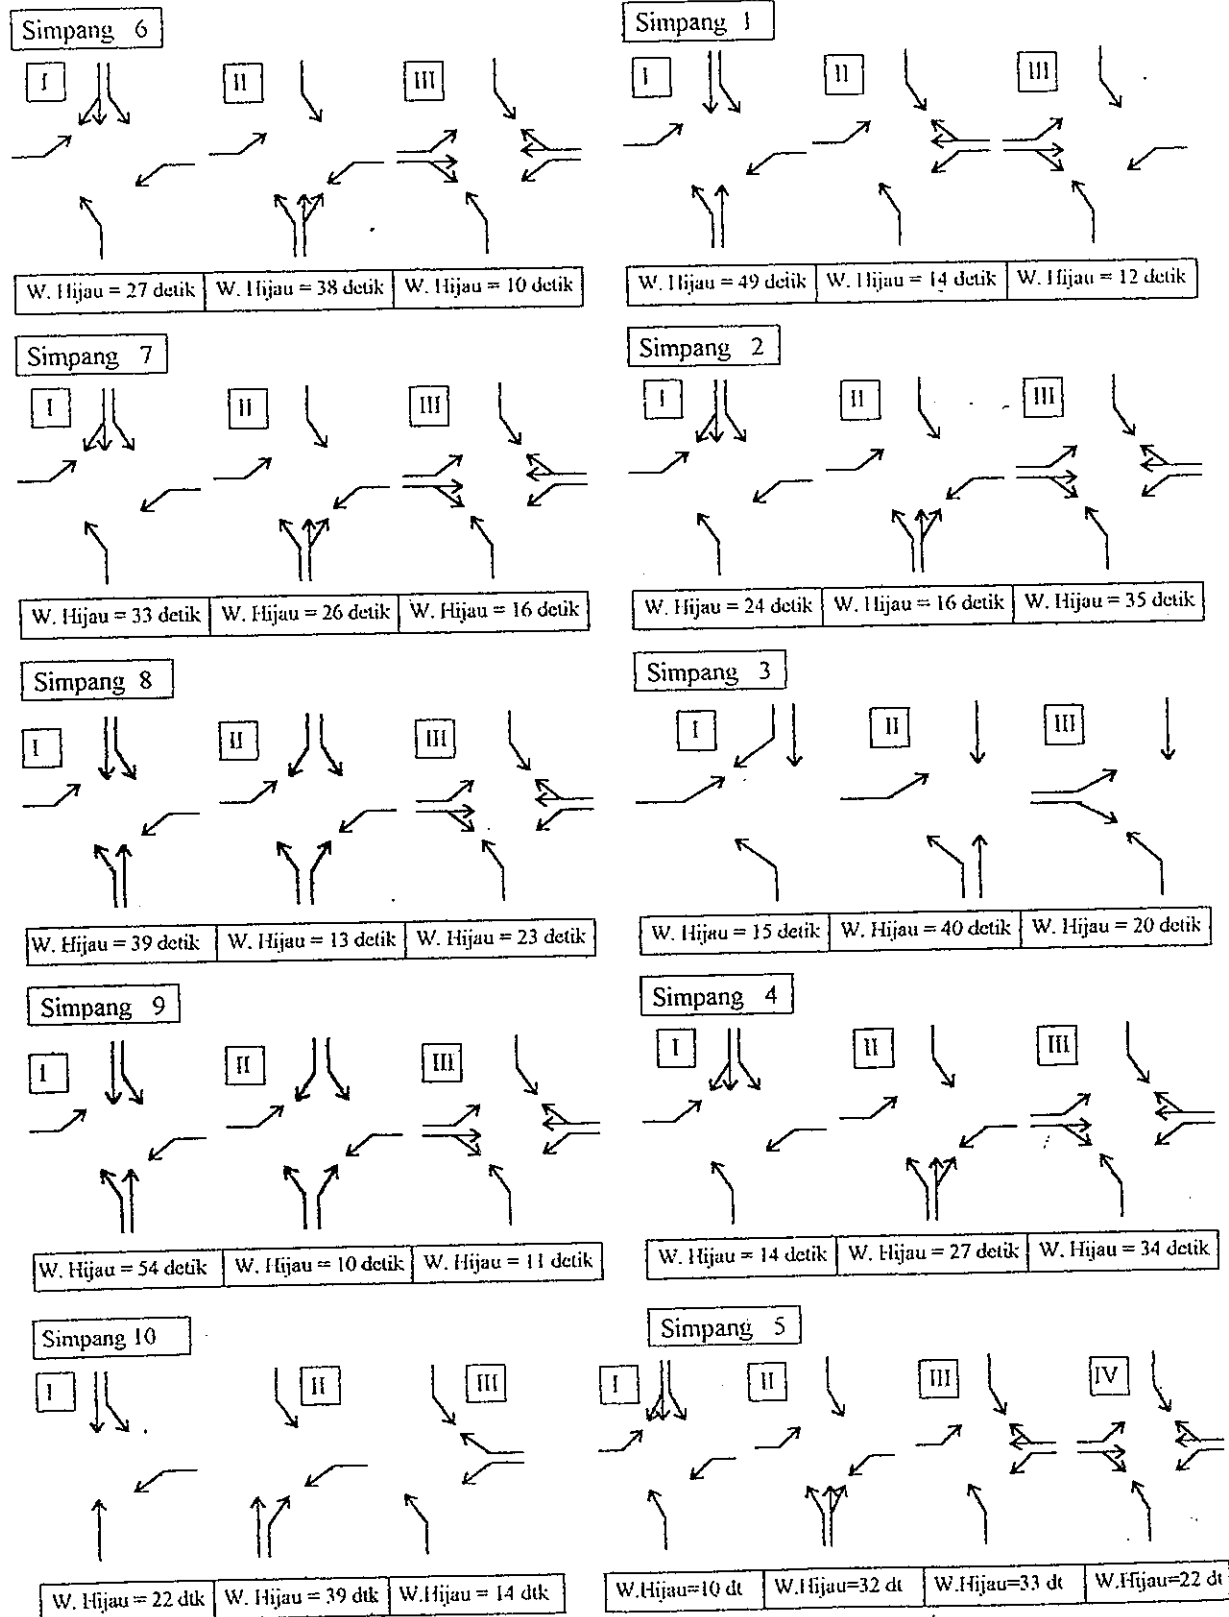 Simpang 6
I II III
W. Hijau = 27 detik W. Hijau = 38 detik W. Hijau = 10 detik
Simpang 7
I II III
W. Hijau = 33 detik W. Hijau = 26 detik W. Hijau = 16 detik
Simpang 8
I II III
W. Hijau = 39 detik W. Hijau = 13 detik W. Hijau = 23 detik
Simpang 9
I II III
W. Hijau = 54 detik W. Hijau = 10 detik W. Hijau = 11 detik
Simpang 10
I II III
W. Hijau = 22 dtk W. Hijau = 39 dtk W. Hijau = 14 dtk
Simpang 1
I II III
W. Hijau = 49 detik W. Hijau = 14 detik W. Hijau = 12 detik
Simpang 2
I II III
W. Hijau = 24 detik W. Hijau = 16 detik W. Hijau = 35 detik
Simpang 3
I II III
W. Hijau = 15 detik W. Hijau = 40 detik W. Hijau = 20 detik
Simpang 4
I II III
W. Hijau = 14 detik W. Hijau = 27 detik W. Hijau = 34 detik
Simpang 5
I II III IV
W.Hijau=10 dt W.Hijau=32 dt W.Hijau=33 dt W.Hijau=22 dt